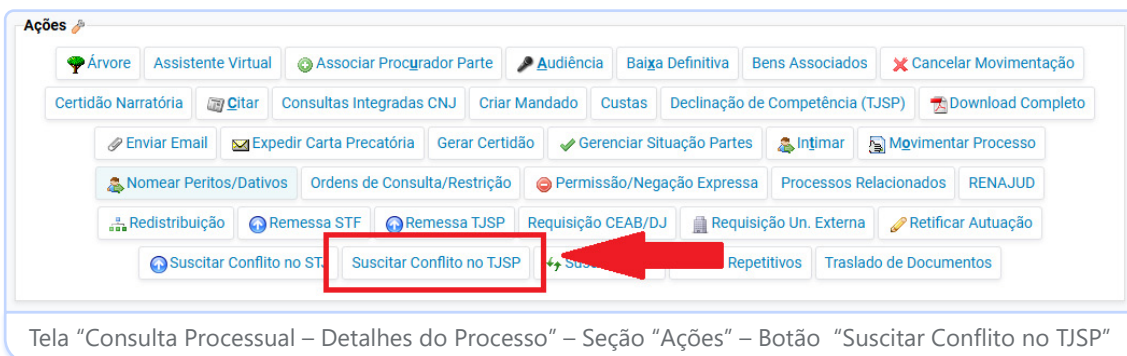 Ações
Árvore Assistente Virtual Associar Procurador Parte Audiência Baixa Definitiva Bens Associados Cancelar Movimentação
Certidão Narratória Citar Consultas Integradas CNJ Criar Mandado Custas Declinação de Competência (TJSP) Download Completo
Enviar Email Expedir Carta Precatória Gerar Certidão Gerenciar Situação Partes Intimar Movimentar Processo
Nomear Peritos/Dativos Ordens de Consulta/Restrição Permissão/Negação Expressa Processos Relacionados RENAJUD
Redistribuição Remessa STF Remessa TJSP Requisição CEAB/DJ Requisição Un. Externa Retificar Autuação
Suscitar Conflito no STJ Suscitar Conflito no TJSP Repetitivos Traslado de Documentos
Tela “Consulta Processual – Detalhes do Processo” – Seção “Ações” – Botão “Suscitar Conflito no TJSP”